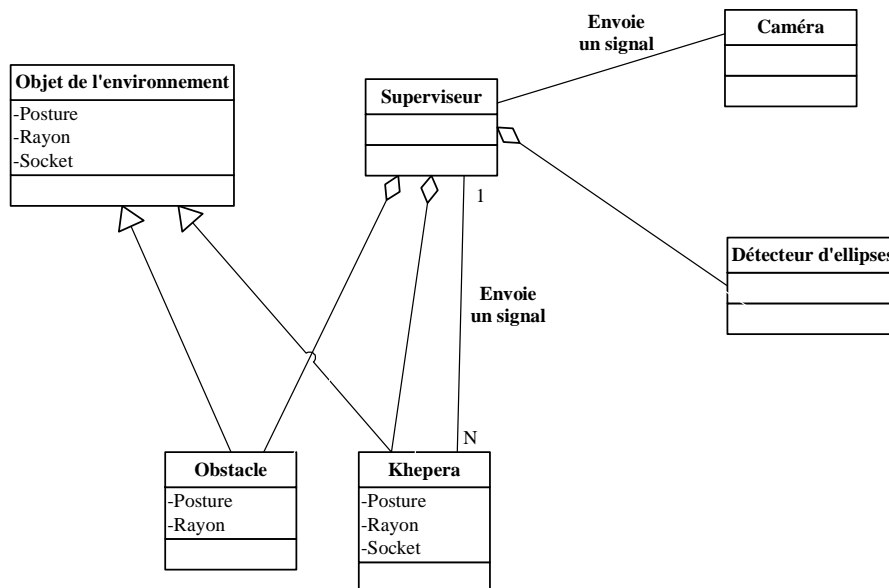 Envoie
un signal
Caméra
Objet de l'environnement
-Posture
-Rayon
-Socket
Superviseur
1
Détecteur d'ellipses
Envoie
un signal
N
Obstacle
-Posture
-Rayon
Khepera
-Posture
-Rayon
-Socket